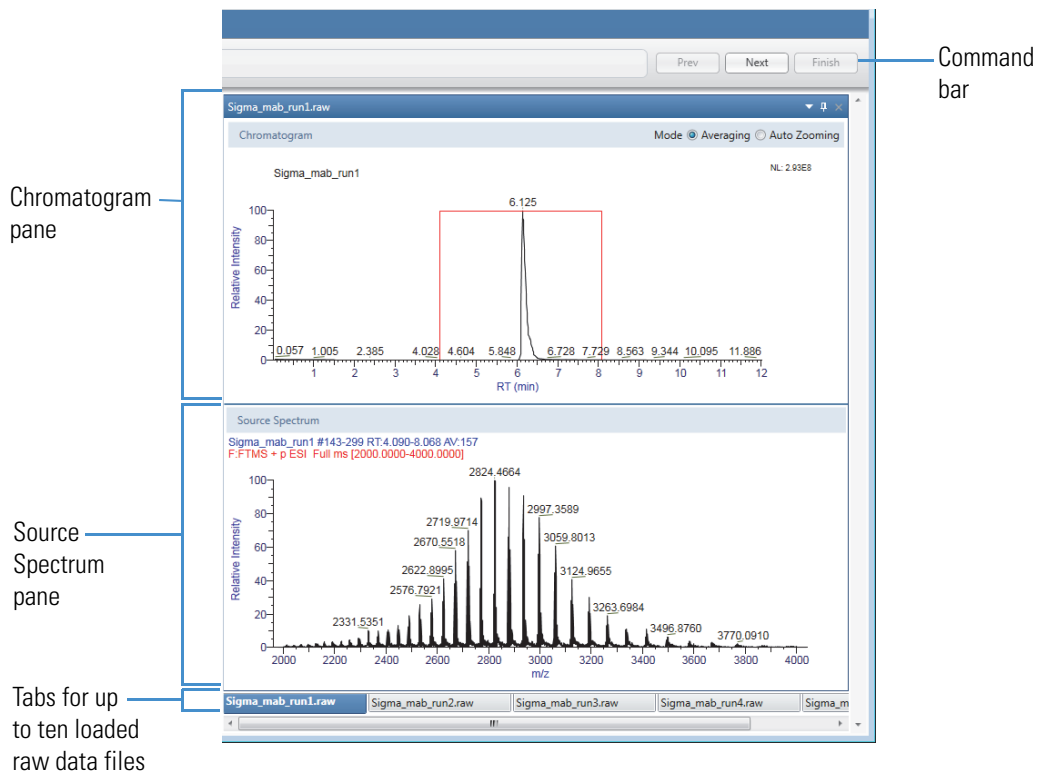 Prev Next Finish
Command
bar
Sigma_mab_run1.raw
Chromatogram Mode Averaging Auto Zooming
Sigma_mab_run1 NL: 2.93E8
Chromatogram
pane
6.125
100
80
60
40
20
0
Relative Intensity
0.057 1.005 2.385 4.028 4.604 5.848 6.728 7.729 8.563 9.344 10.095 11.886
1 2 3 4 5 6 7 8 9 10 11 12
RT (min)
Source Spectrum
Sigma_mab_run1 #143-299 RT:4.090-8.068 AV:157
F:FTMS + p ESI Full ms [2000.0000-4000.0000]
Source
Spectrum
pane
100
80
60
40
20
0
Relative Intensity
2824.4664
2997.3589
2719.9714
2670.5518
3059.8013
2622.8995
3124.9655
2576.7921
2331.5351
3263.6984
3496.8760
3770.0910
2000 2200 2400 2600 2800 3000 3200 3400 3600 3800 4000
m/z
Tabs for up
to ten loaded
raw data files
Sigma_mab_run1.raw Sigma_mab_run2.raw Sigma_mab_run3.raw Sigma_mab_run4.raw Sigma_m